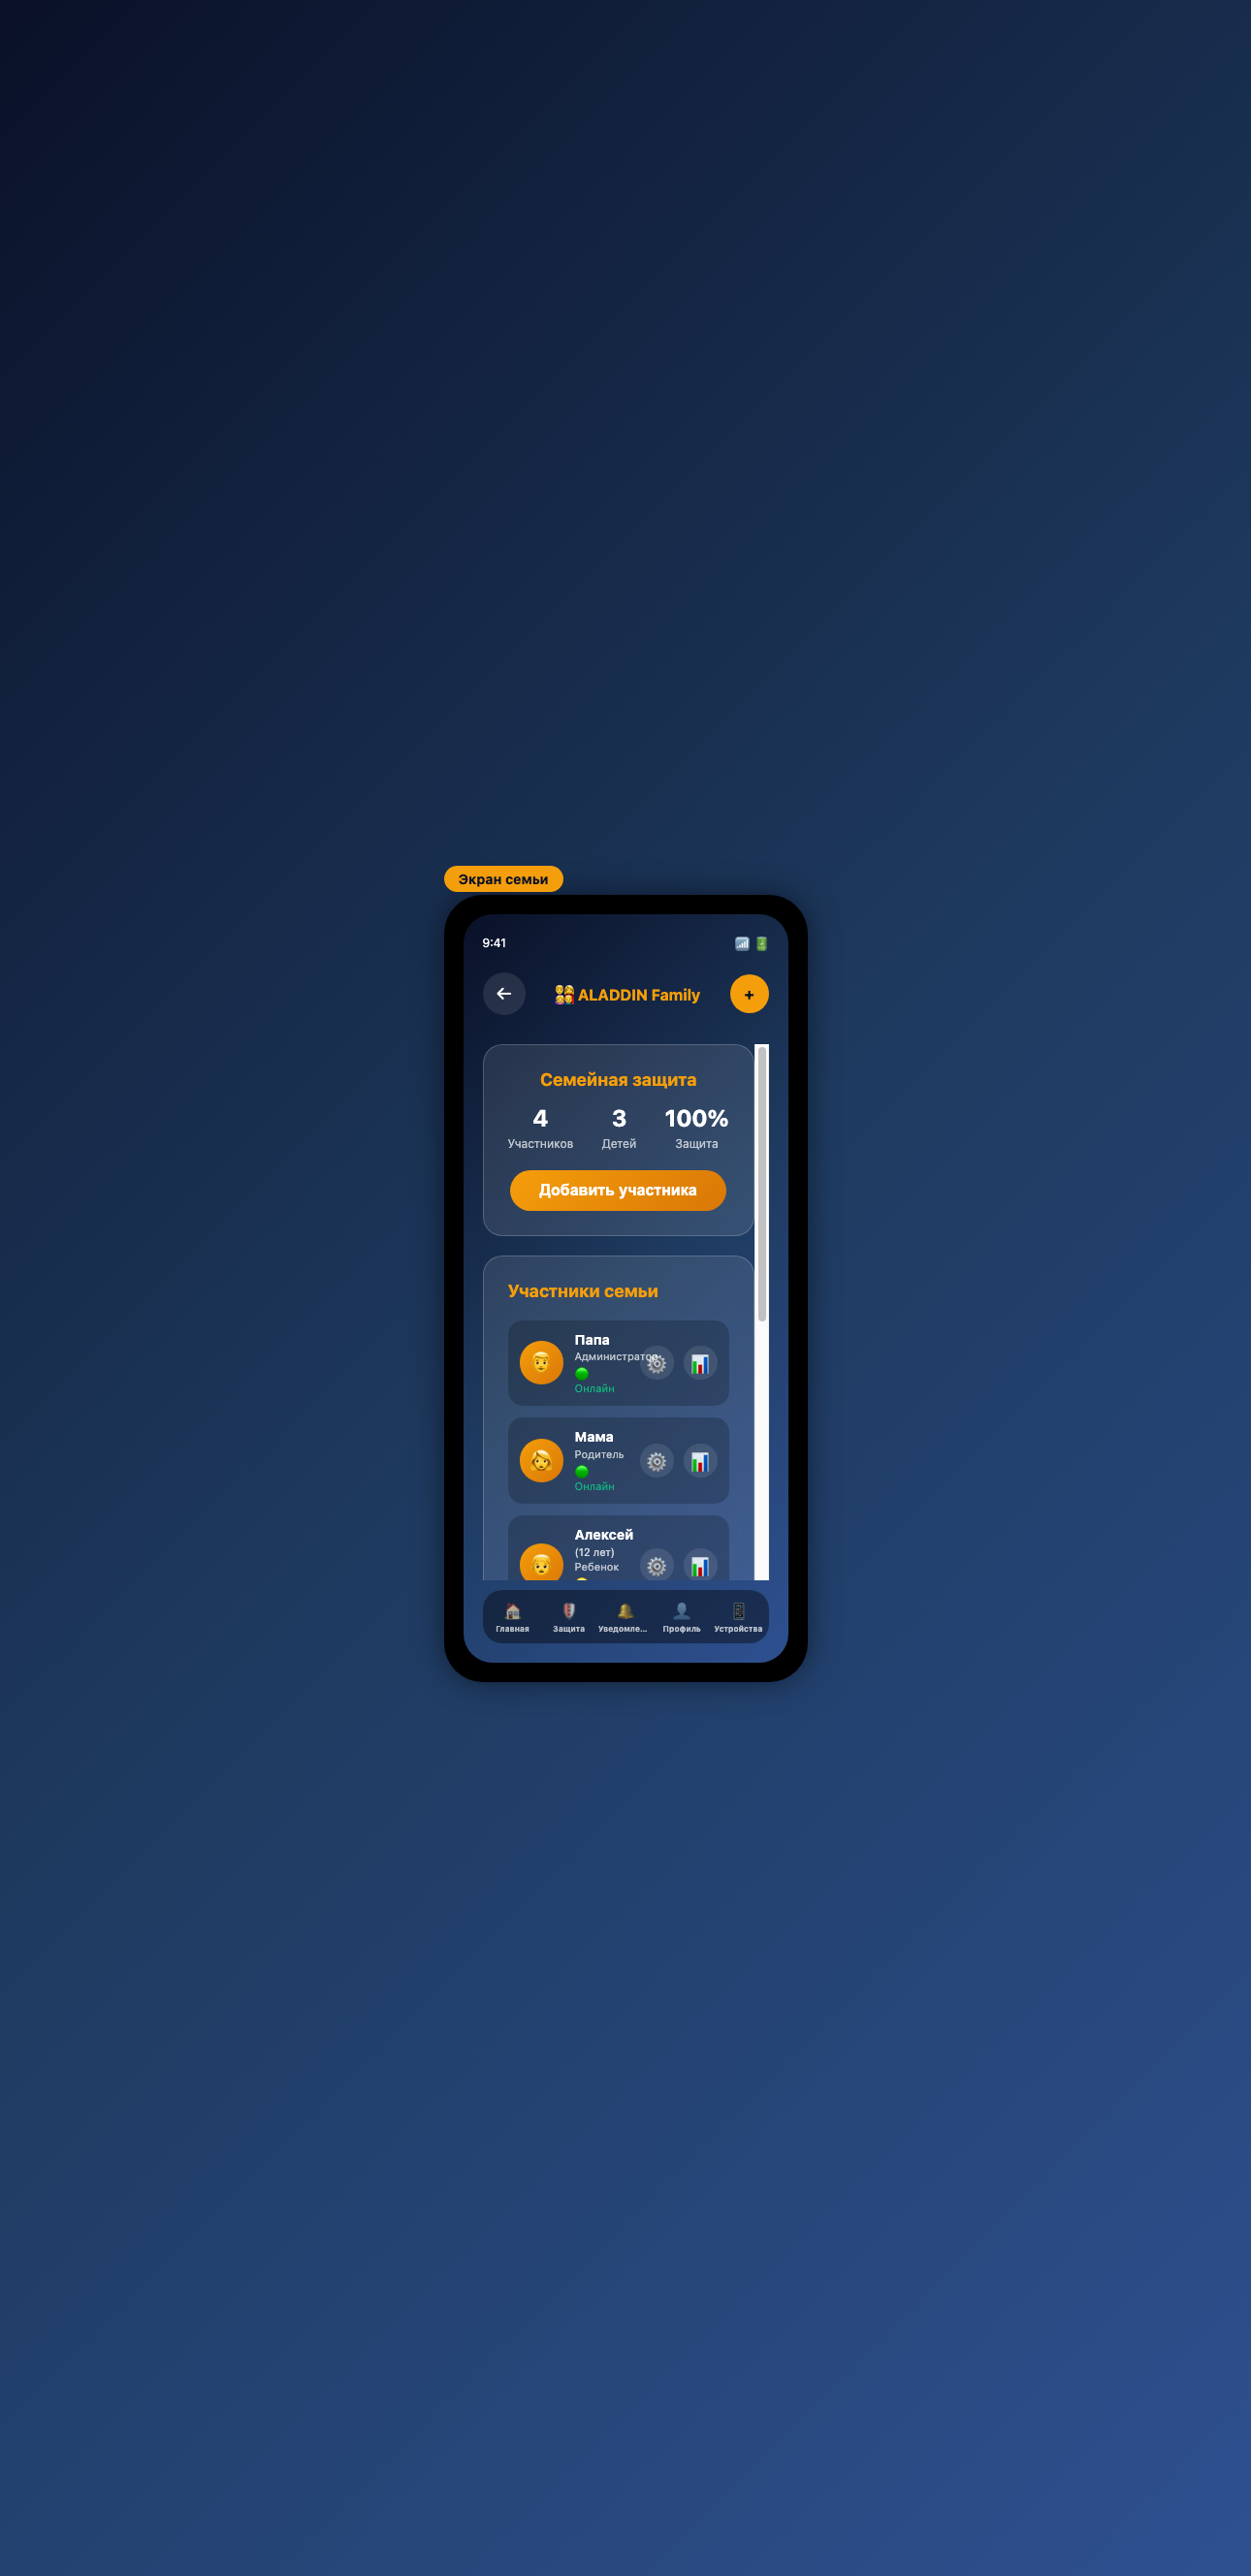 Экран семьи
9:41
ALADDIN Family
+
Семейная защита
4
3
100%
Участников
Детей
Защита
Добавить участника
Участники семьи
Папа
Администратор
Онлайн
Мама
Родитель
Онлайн
Алексей
(12 лет)
Ребенок
Главная
Защита
Уведомле...
Профиль
Устройства